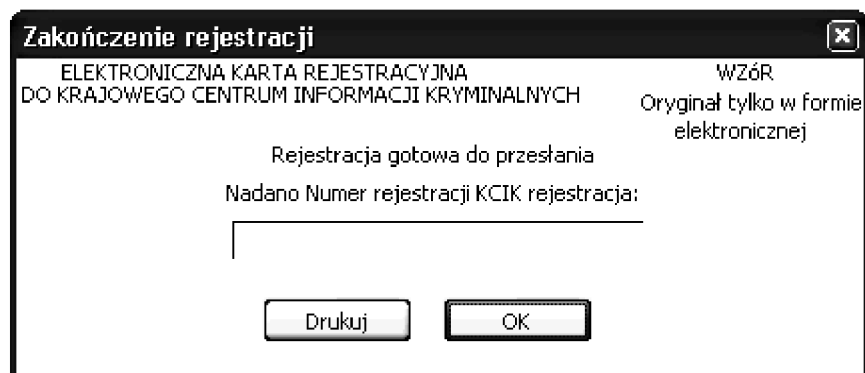 Zakończenie rejestracji
ELEKTRONICZNA KARTA REJESTRACYJNA
DO KRAJOWEGO CENTRUM INFORMACJI KRYMINALNYCH
WZóR
Oryginał tylko w formie
elektronicznej
Rejestracja gotowa do przesłania
Nadano Numer rejestracji KCIK rejestracja:
Drukuj
OK